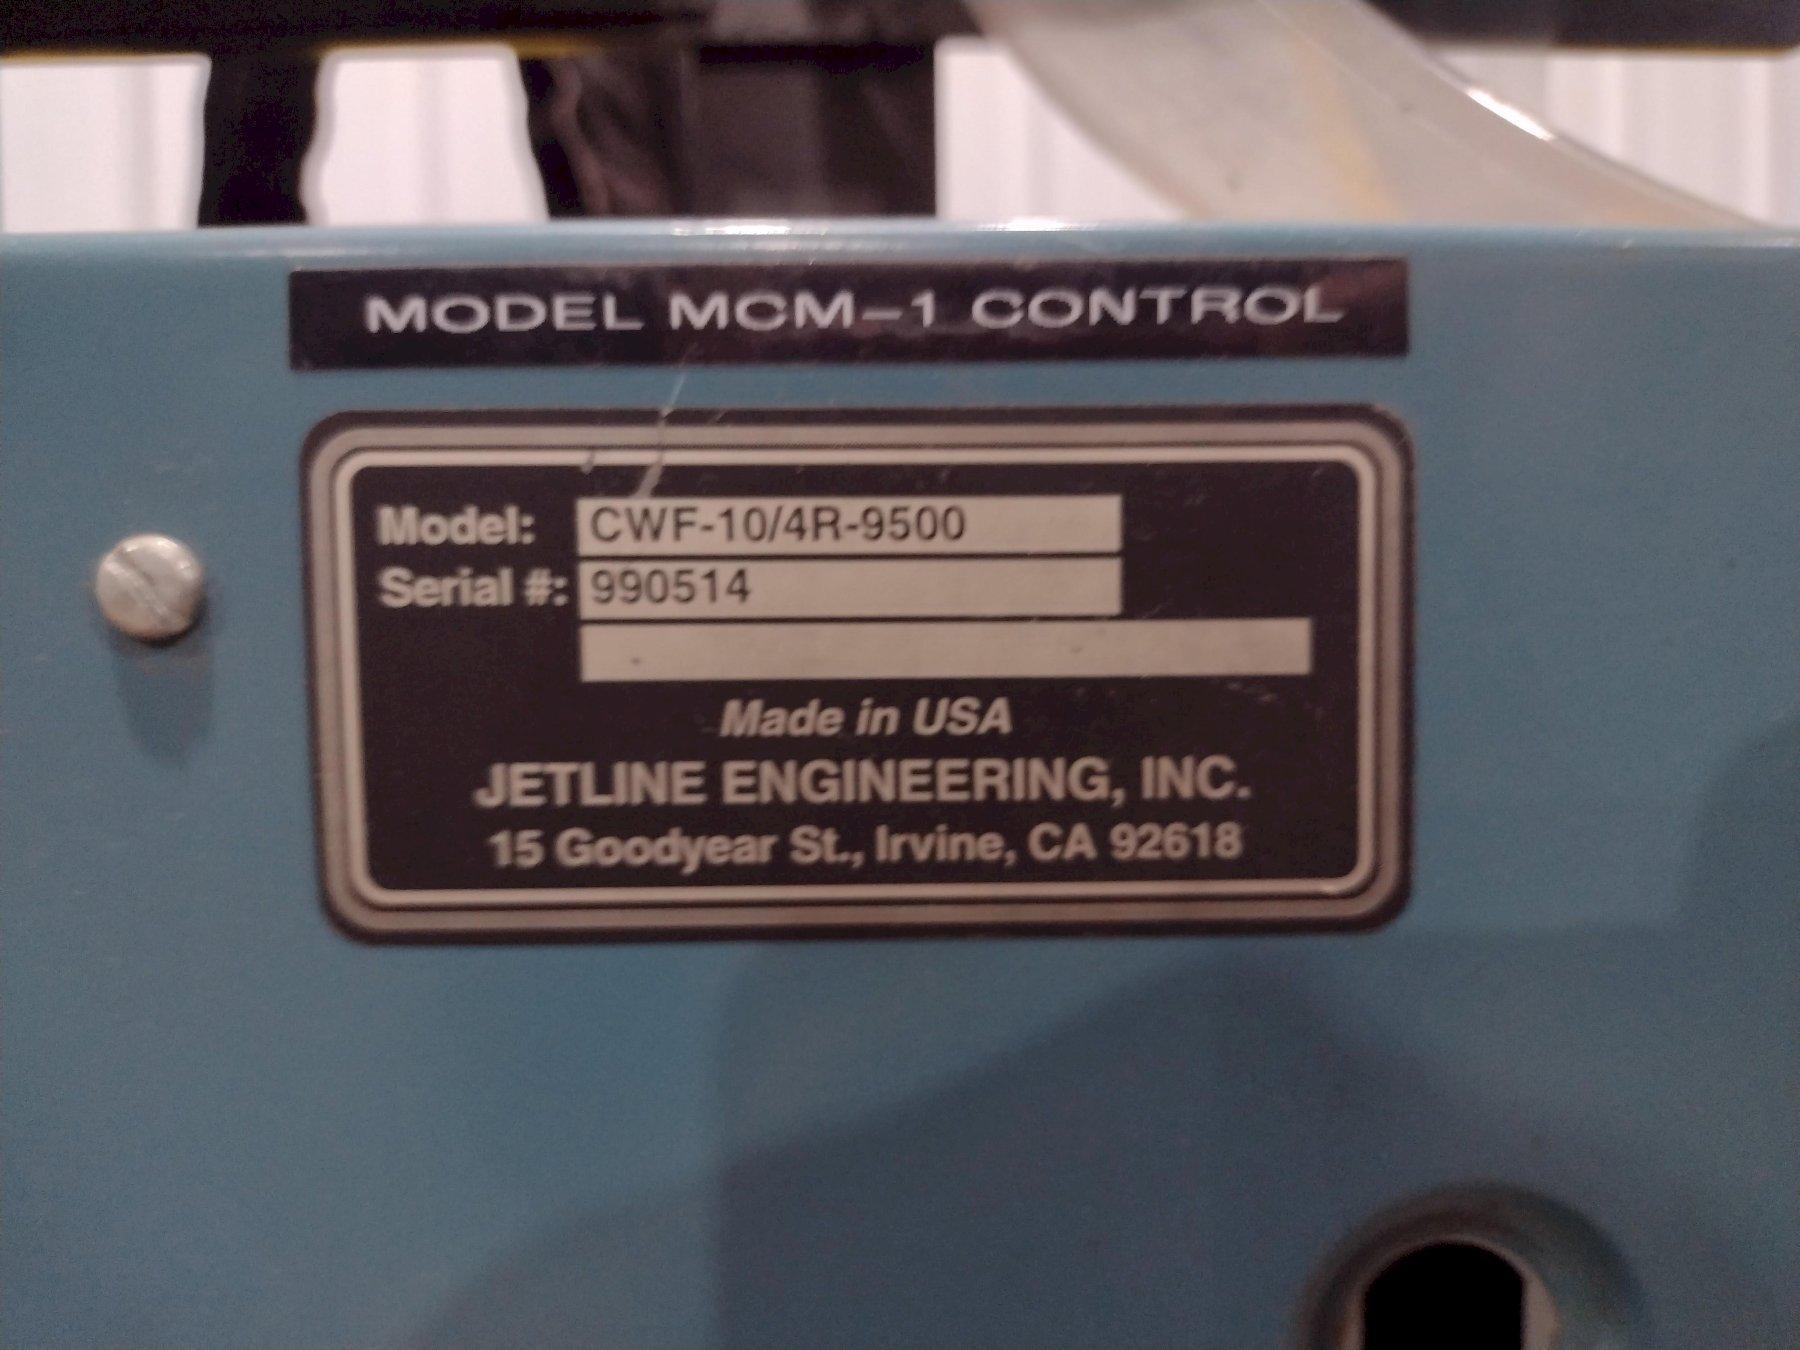 MODEL MCM-1 CONTROL
Model: CWF-10/4R-9500
Serial #: 990514
Made in USA
JETLINE ENGINEERING, INC.
15 Goodyear St., Irvine, CA 92618